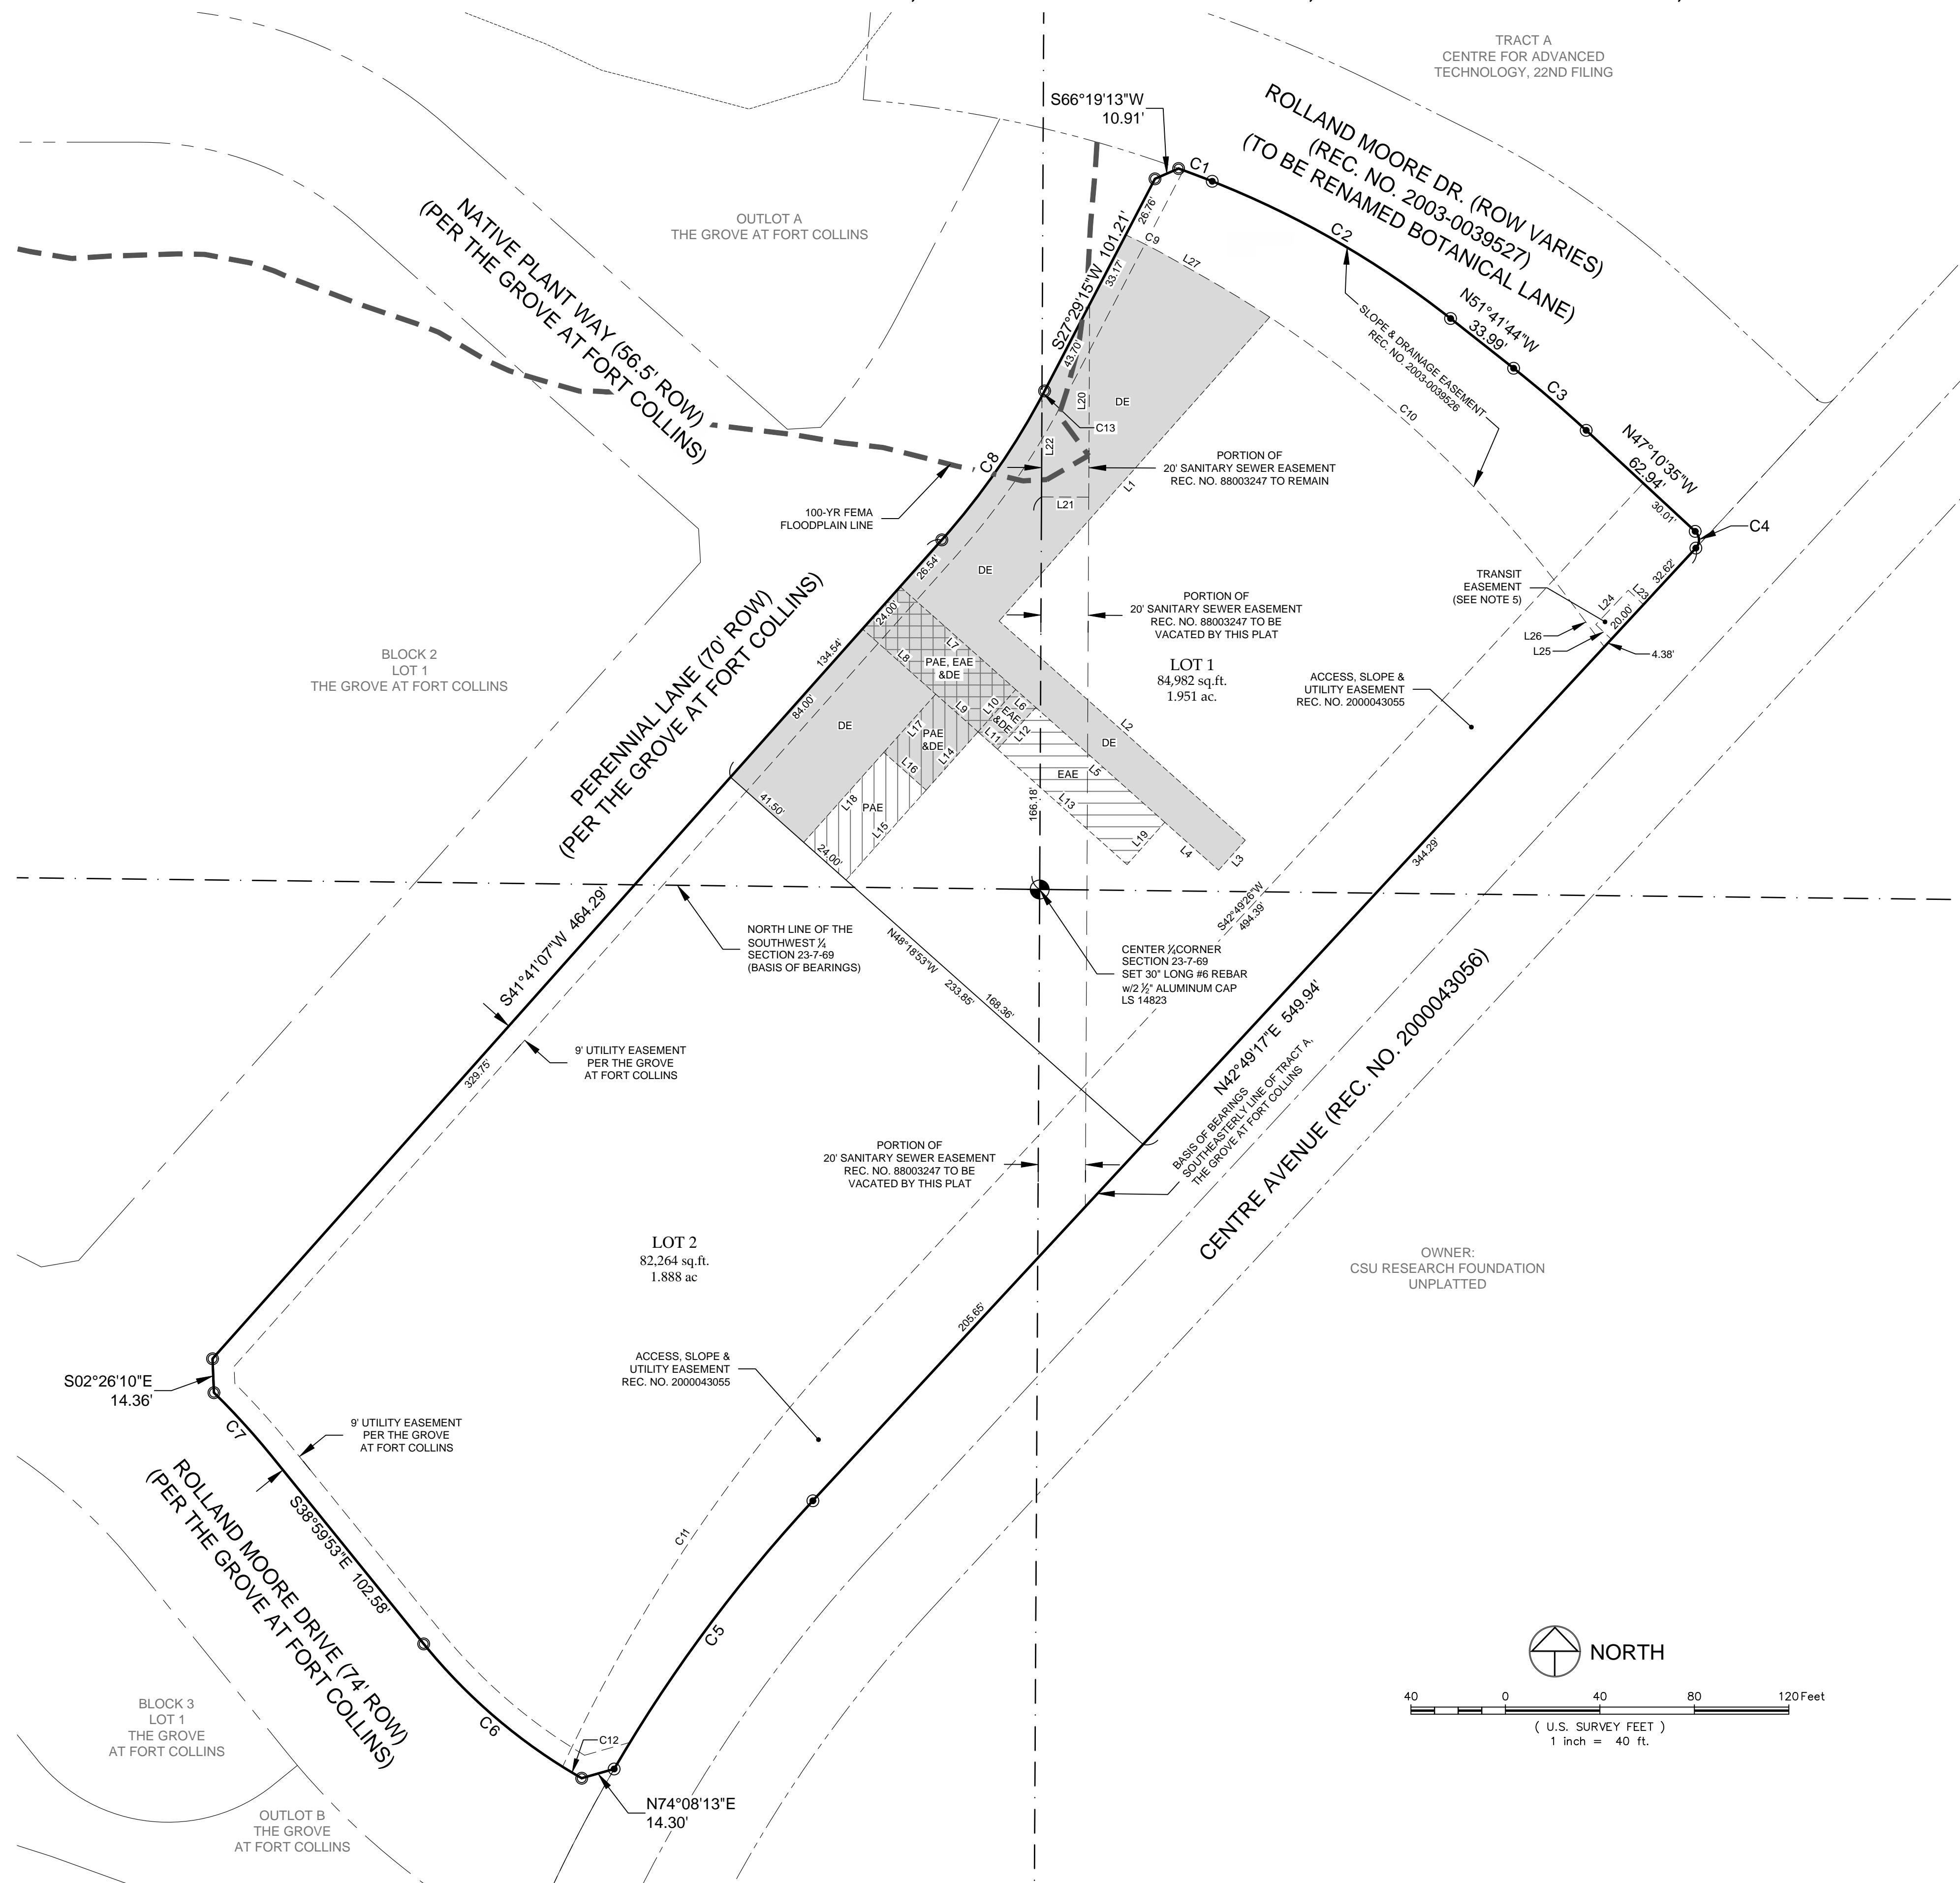 TRACT A
CENTRE FOR ADVANCED
TECHNOLOGY, 22ND FILING
ROLLAND MOORE DR. (ROW VARIES)
(REC. NO. 2003-0039527)
(TO BE RENAMED BOTANICAL LANE)
S66°19'13"W
10.91'
C1
C2
N51°41'44"W
33.99'
C3
N47°10'35"W
62.94'
30.01'
C4
SLOPE & DRAINAGE EASEMENT
REC. NO. 2003-0039526
C10
26.76'
C9
L27
33.17'
S27°29'15"W 101.21'
43.70'
L20
DE
C13
L22
L21
L1
C8
OUTLOT A
THE GROVE AT FORT COLLINS
NATIVE PLANT WAY (56.5' ROW)
(PER THE GROVE AT FORT COLLINS)
PORTION OF
20' SANITARY SEWER EASEMENT
REC. NO. 88003247 TO REMAIN
100-YR FEMA
FLOODPLAIN LINE
26.54'
DE
24.00'
134.54'
84.00'
PERENNIAL LANE (70' ROW)
(PER THE GROVE AT FORT COLLINS)
BLOCK 2
LOT 1
THE GROVE AT FORT COLLINS
PORTION OF
20' SANITARY SEWER EASEMENT
REC. NO. 88003247 TO BE
VACATED BY THIS PLAT
LOT 1
84,982 sq.ft.
1.951 ac.
TRANSIT
EASEMENT
(SEE NOTE 5)
L24
L23
32.62'
20.00'
L26
L25
4.38'
ACCESS, SLOPE &
UTILITY EASEMENT
REC. NO. 2000043055
L7
L8
PAE, EAE
&DE
L9
L10
L6
EAE
&DE
L11
L12
L2
DE
DE
L17
PAE
&DE
L14
L16
L5
EAE
L13
L18
PAE
L15
L19
L4
L3
41.50'
24.00'
166.18'
344.29'
S42°49'26"W
494.39'
S41°41'07"W 464.29'
NORTH LINE OF THE
SOUTHWEST ¼
SECTION 23-7-69
(BASIS OF BEARINGS)
N48°18'53"W
233.85'
168.36'
CENTER ¼CORNER
SECTION 23-7-69
SET 30" LONG #6 REBAR
w/2 ½" ALUMINUM CAP
LS 14823
N42°49'17"E 549.94'
BASIS OF BEARINGS
SOUTHEASTERLY LINE OF TRACT A,
THE GROVE AT FORT COLLINS
CENTRE AVENUE (REC. NO. 2000043056)
9' UTILITY EASEMENT
PER THE GROVE
AT FORT COLLINS
329.75'
PORTION OF
20' SANITARY SEWER EASEMENT
REC. NO. 88003247 TO BE
VACATED BY THIS PLAT
LOT 2
82,264 sq.ft.
1.888 ac
OWNER:
CSU RESEARCH FOUNDATION
UNPLATTED
205.65'
ACCESS, SLOPE &
UTILITY EASEMENT
REC. NO. 2000043055
S02°26'10"E
14.36'
C7
9' UTILITY EASEMENT
PER THE GROVE
AT FORT COLLINS
ROLLAND MOORE DRIVE (74' ROW)
(PER THE GROVE AT FORT COLLINS)
S38°59'53"E 102.58'
C11
C5
C6
C12
N74°08'13"E
14.30'
BLOCK 3
LOT 1
THE GROVE
AT FORT COLLINS
OUTLOT B
THE GROVE
AT FORT COLLINS
NORTH
40 0 40 80 120 Feet
( U.S. SURVEY FEET )
1 inch = 40 ft.